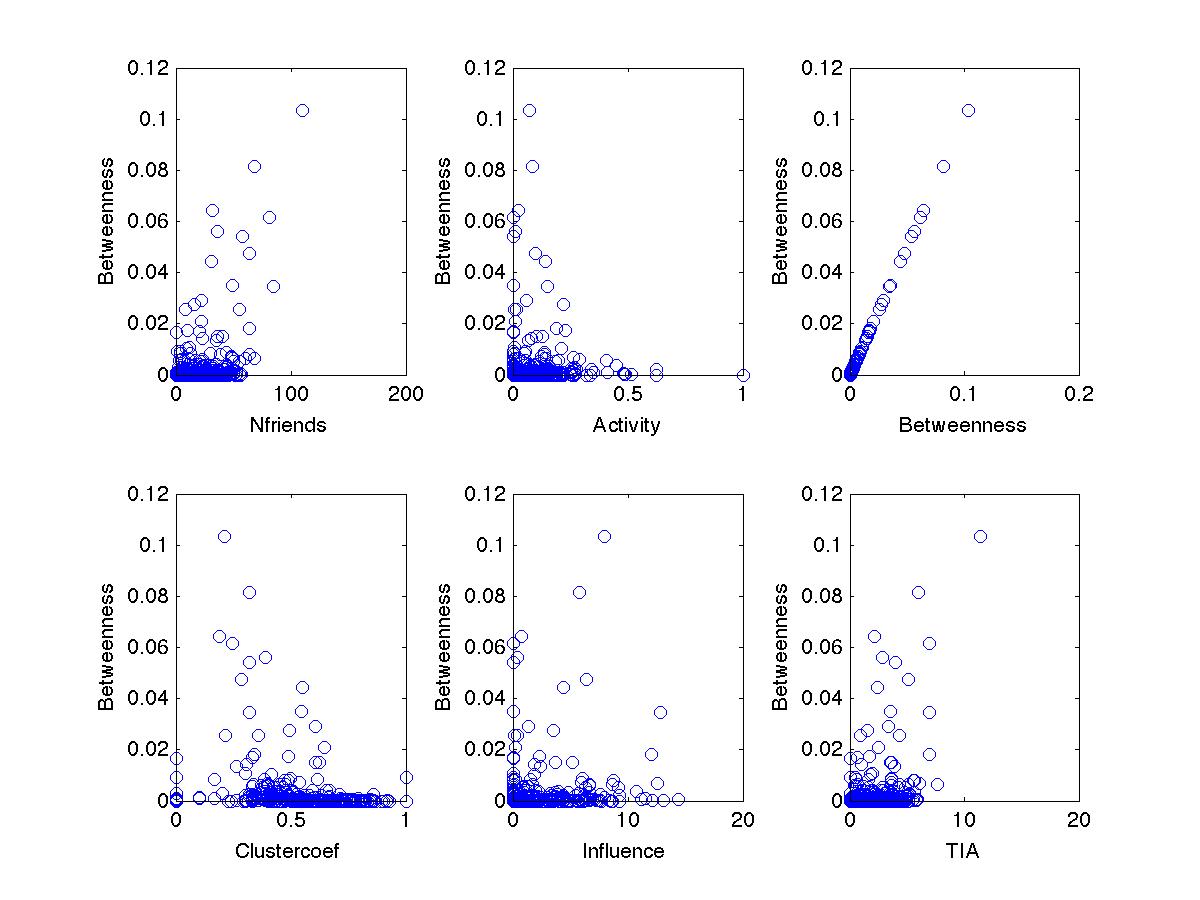 0.12 0.12 0.12
0.1 0.1 0.1
0.08 0.08 0.08
Betweenness Betweenness Betweenness
0.06 0.06 0.06
0.04 0.04 0.04
0.02 0.02 0.02
0 0 0
0 100 200 0 0.5 1 0 0.1 0.2
Nfriends Activity Betweenness
0.12 0.12 0.12
0.1 0.1 0.1
0.08 0.08 0.08
Betweenness Betweenness Betweenness
0.06 0.06 0.06
0.04 0.04 0.04
0.02 0.02 0.02
0 0 0
0 0.5 1 0 10 20 0 10 20
Clustercoef Influence TIA